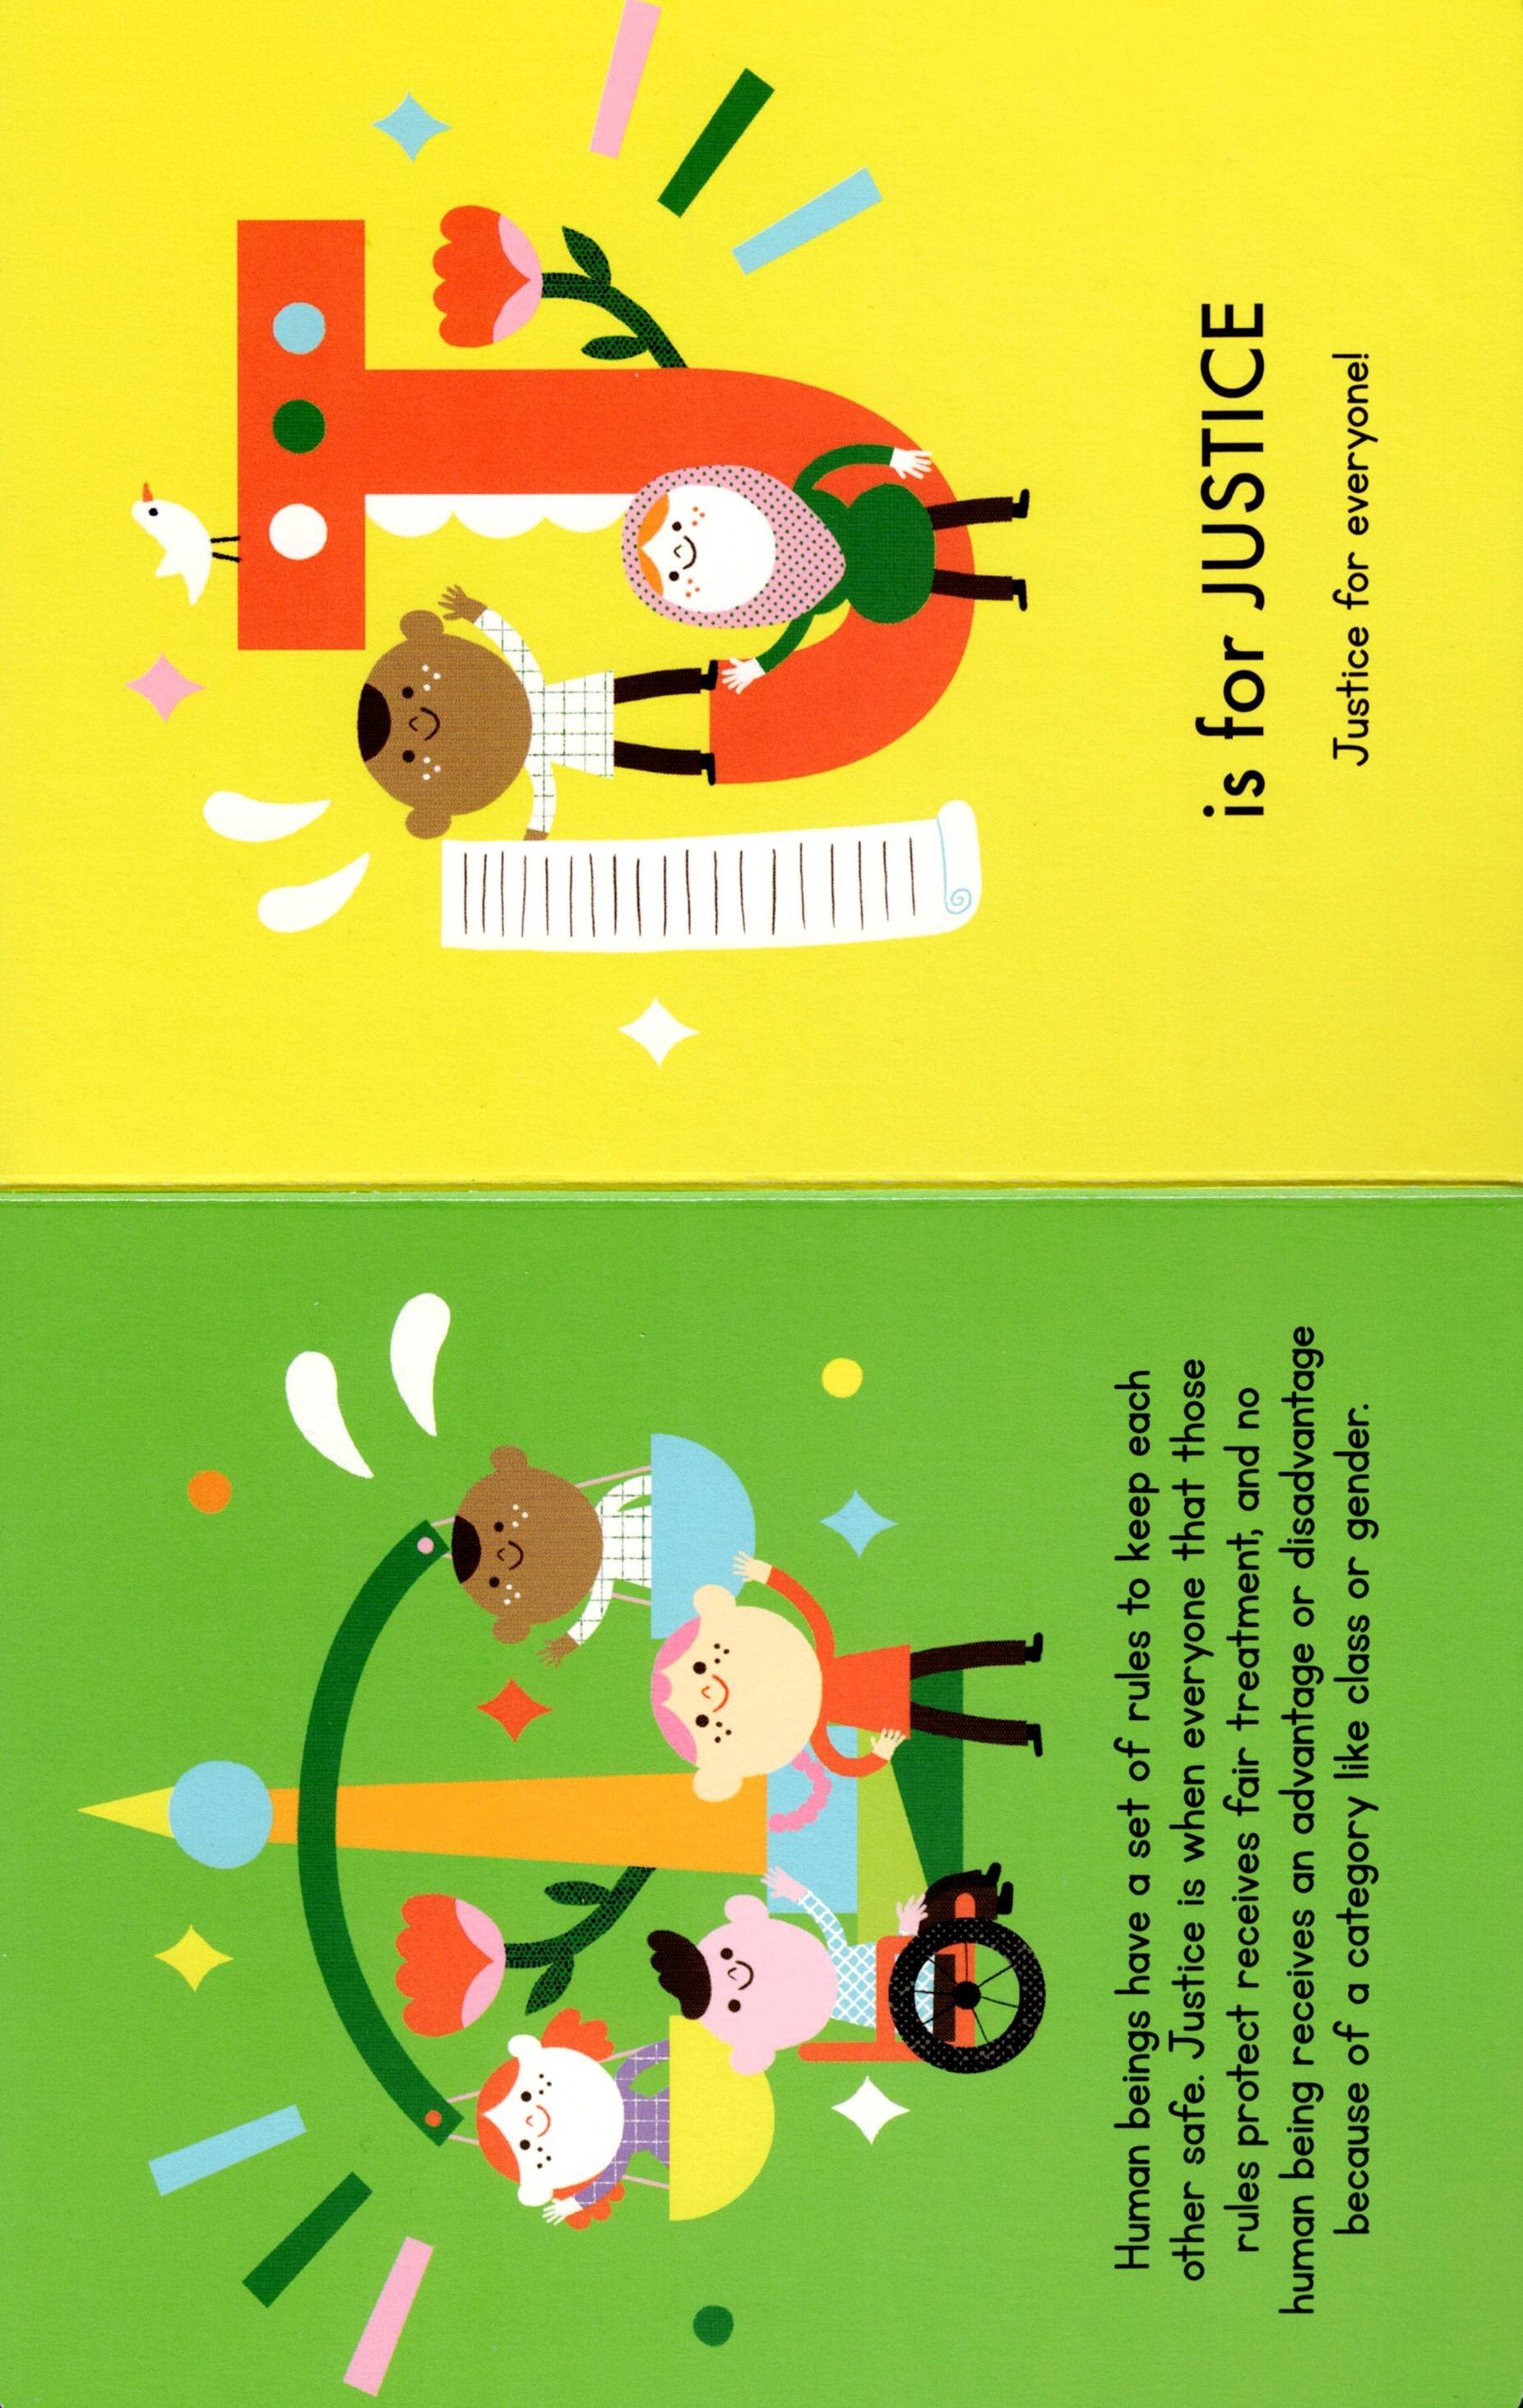 Human beings have a set of rules to keep each
other safe. Justice is when everyone that those
rules protect receives fair treatment, and no
human being receives an advantage or disadvantage
because of a category like class or gender.
J
is for JUSTICE
Justice for everyone!